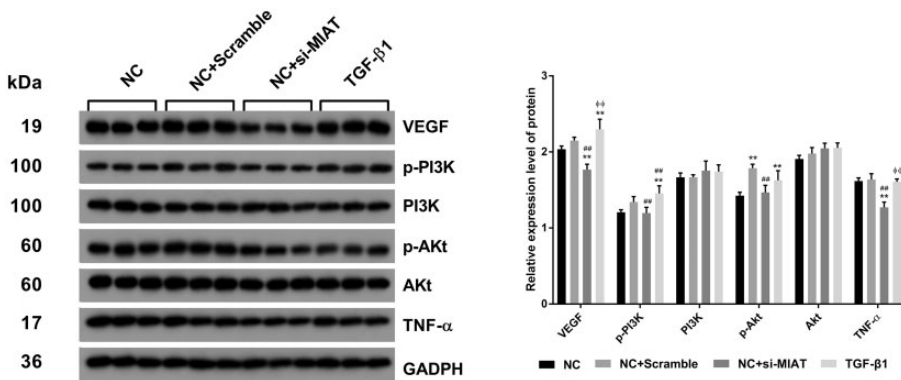 kDa
NC
NC+Scramble
NC+si-MIAT
TGF-β1
19 VEGF
100 p-PI3K
100 PI3K
60 p-AKt
60 AKt
17 TNF-α
36 GADPH
Relative expression level of protein
3
2
1
0
## ** ϕϕ **
## ## **
** ## **
## ** ϕϕ
VEGF
p-PI3K
PI3K
p-Akt
Akt
TNF-α
NC NC+Scramble NC+si-MIAT TGF-β1